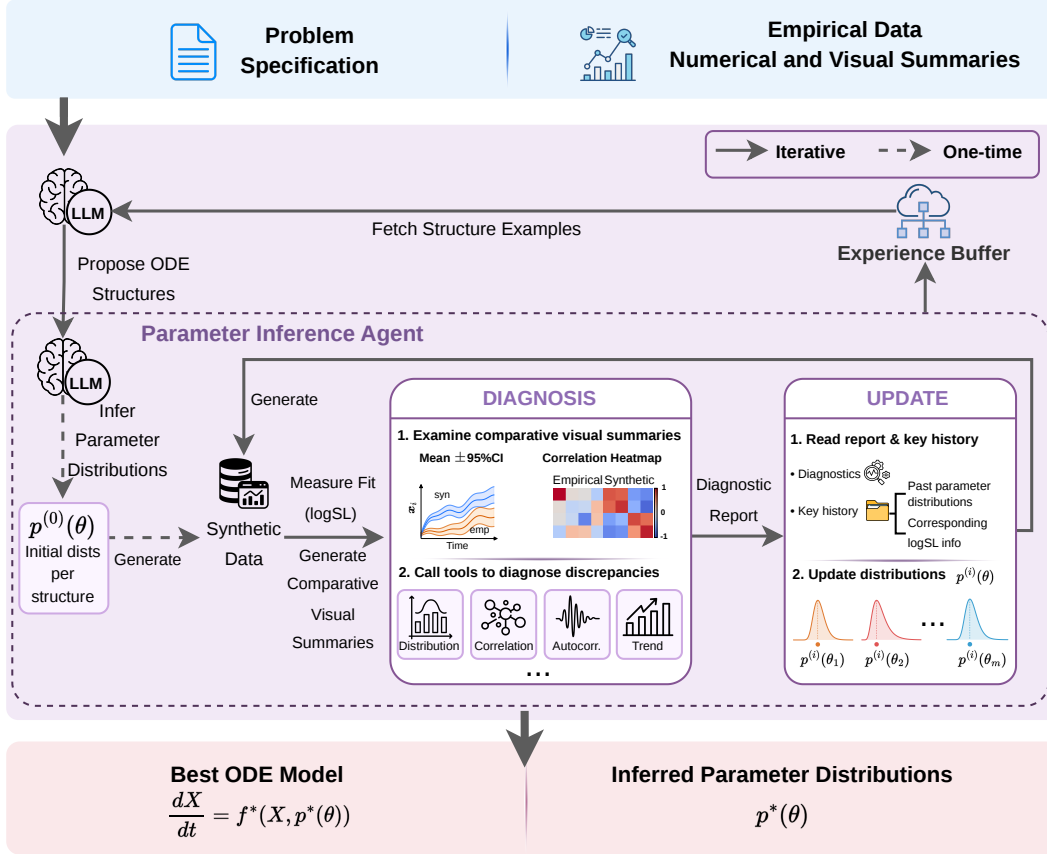 Problem
Specification
Empirical Data
Numerical and Visual Summaries
Iterative
One-time
LLM
Fetch Structure Examples
Experience Buffer
Propose ODE
Structures
Parameter Inference Agent
LLM
Infer
Parameter
Distributions
p^{(0)}(θ)
Initial dists
per
structure
Generate
Generate
Synthetic
Data
Measure Fit
(logSL)
Generate
Comparative
Visual
Summaries
DIAGNOSIS
1. Examine comparative visual summaries
Mean ±95%CI
Correlation Heatmap
syn
emp
Time
Empirical Synthetic
1
0
-1
2. Call tools to diagnose discrepancies
Distribution
Correlation
Autocorr.
Trend
...
Diagnostic
Report
UPDATE
1. Read report & key history
• Diagnostics
• Key history
Past parameter
distributions
Corresponding
logSL info
2. Update distributions p^{(i)}(θ)
...
p^{(i)}(θ_1)
p^{(i)}(θ_2)
p^{(i)}(θ_m)
Best ODE Model
dX/dt = f*(X, p*(θ))
Inferred Parameter Distributions
p*(θ)